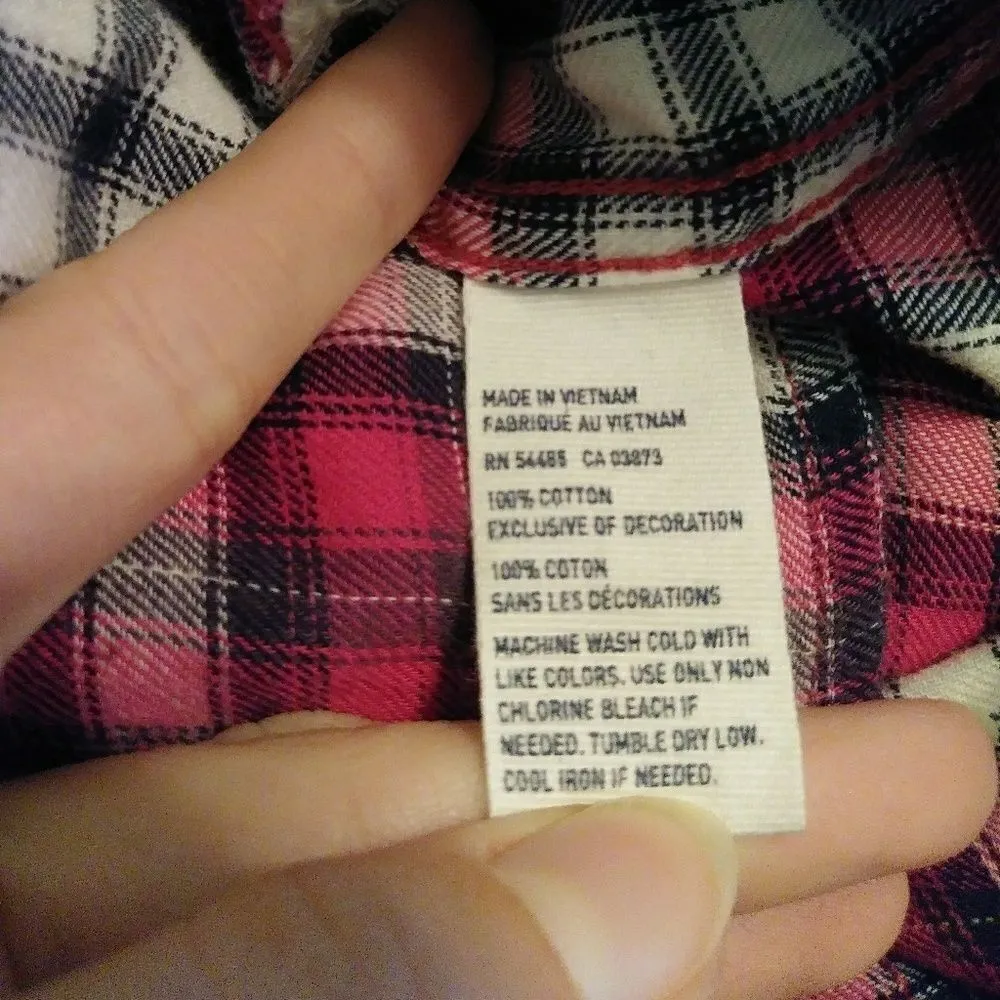 MADE IN VIETNAM
FABRIQUÉ AU VIETNAM
RN 54485 CA 03873
100% COTTON
EXCLUSIVE OF DECORATION
100% COTON
SANS LES DÉCORATIONS
MACHINE WASH COLD WITH
LIKE COLORS. USE ONLY NON
CHLORINE BLEACH IF
NEEDED. TUMBLE DRY LOW.
COOL IRON IF NEEDED.